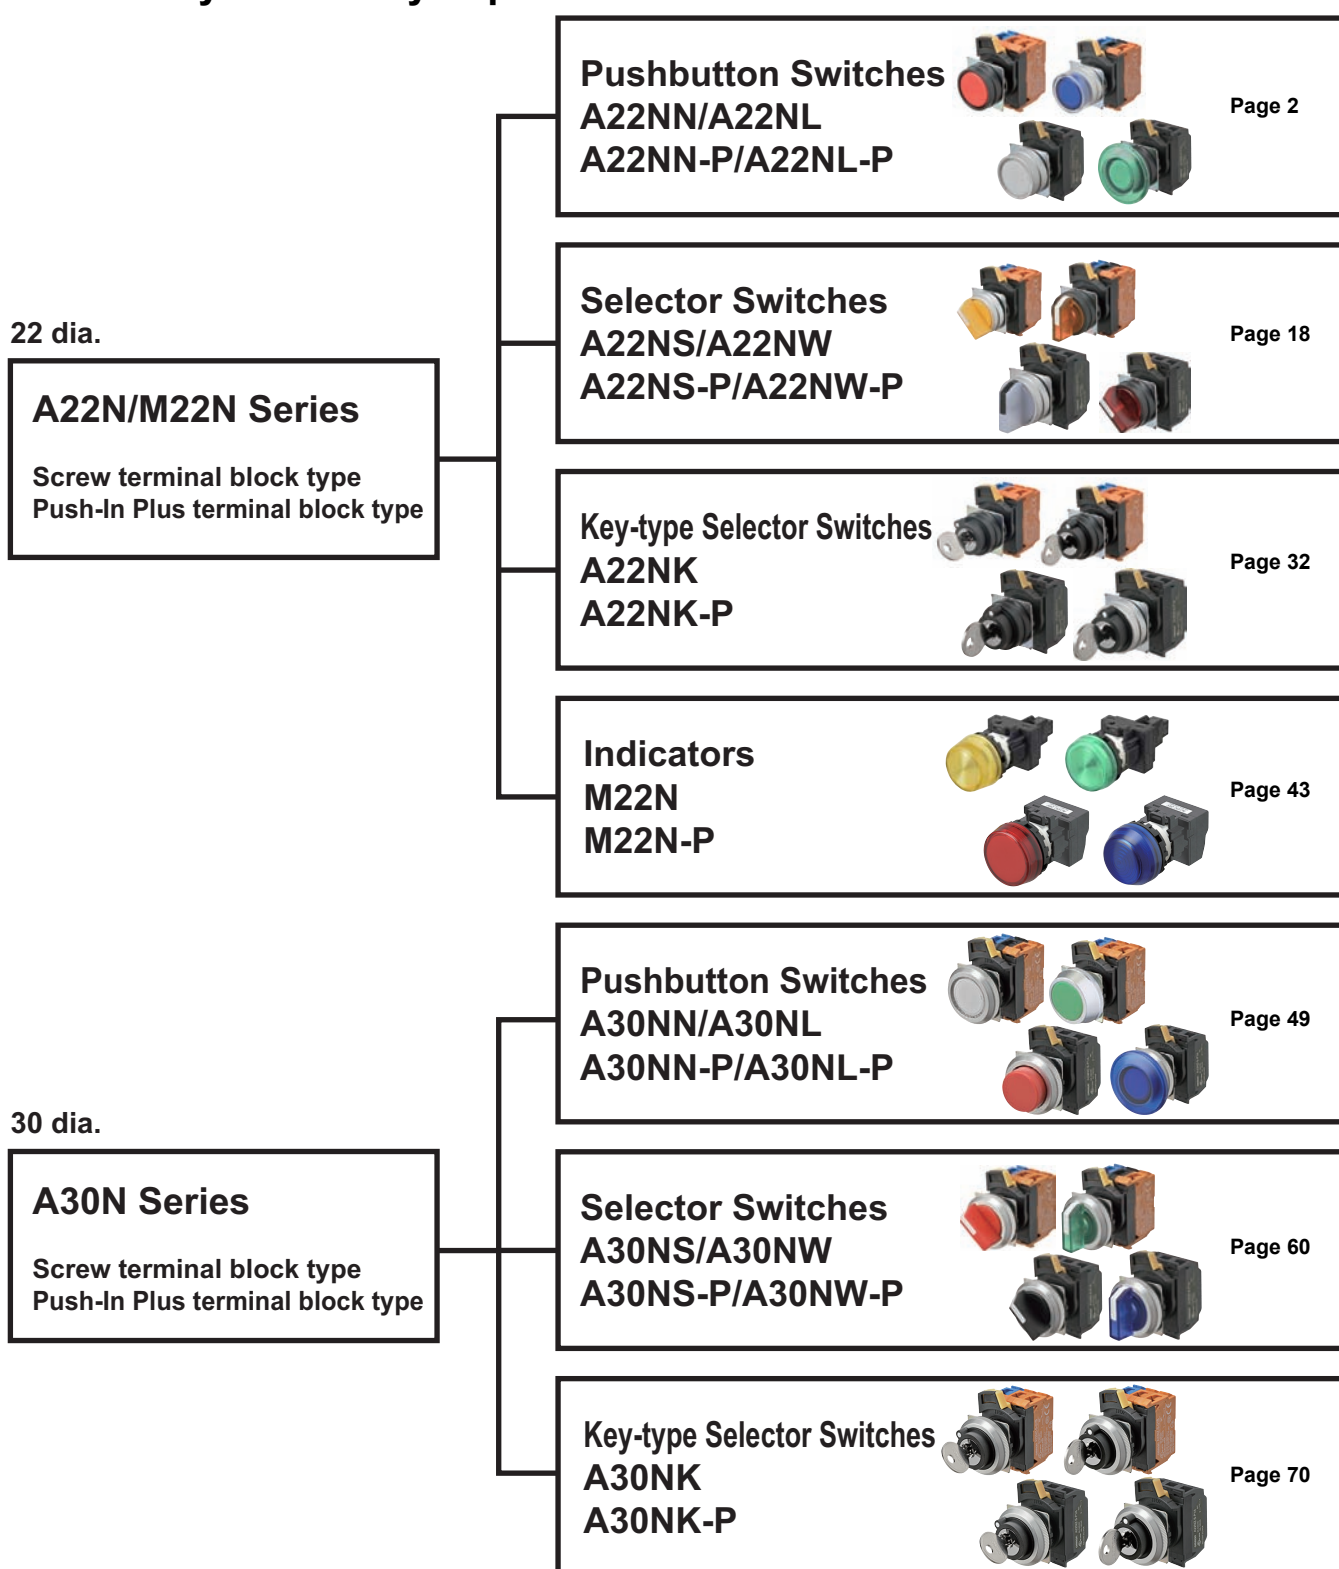 Pushbutton Switches
A22NN/A22NL
A22NN-P/A22NL-P
Page 2
Selector Switches
A22NS/A22NW
A22NS-P/A22NW-P
Page 18
22 dia.
A22N/M22N Series
Screw terminal block type
Push-In Plus terminal block type
Key-type Selector Switches
A22NK
A22NK-P
Page 32
Indicators
M22N
M22N-P
Page 43
Pushbutton Switches
A30NN/A30NL
A30NN-P/A30NL-P
Page 49
30 dia.
A30N Series
Screw terminal block type
Push-In Plus terminal block type
Selector Switches
A30NS/A30NW
A30NS-P/A30NW-P
Page 60
Key-type Selector Switches
A30NK
A30NK-P
Page 70